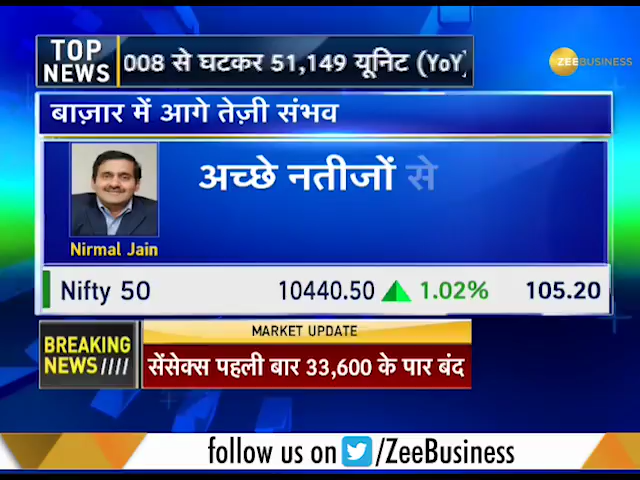 TOP
NEWS
008 से घटकर 51,149 यूनिट (YoY)
ZEEBUSINESS
बाज़ार में आगे तेज़ी संभव
अच्छे नतीजों से
Nirmal Jain
Nifty 50 10440.50 1.02% 105.20
BREAKING
NEWS
MARKET UPDATE
सेंसेक्स पहली बार 33,600 के पार बंद
follow us on /ZeeBusiness